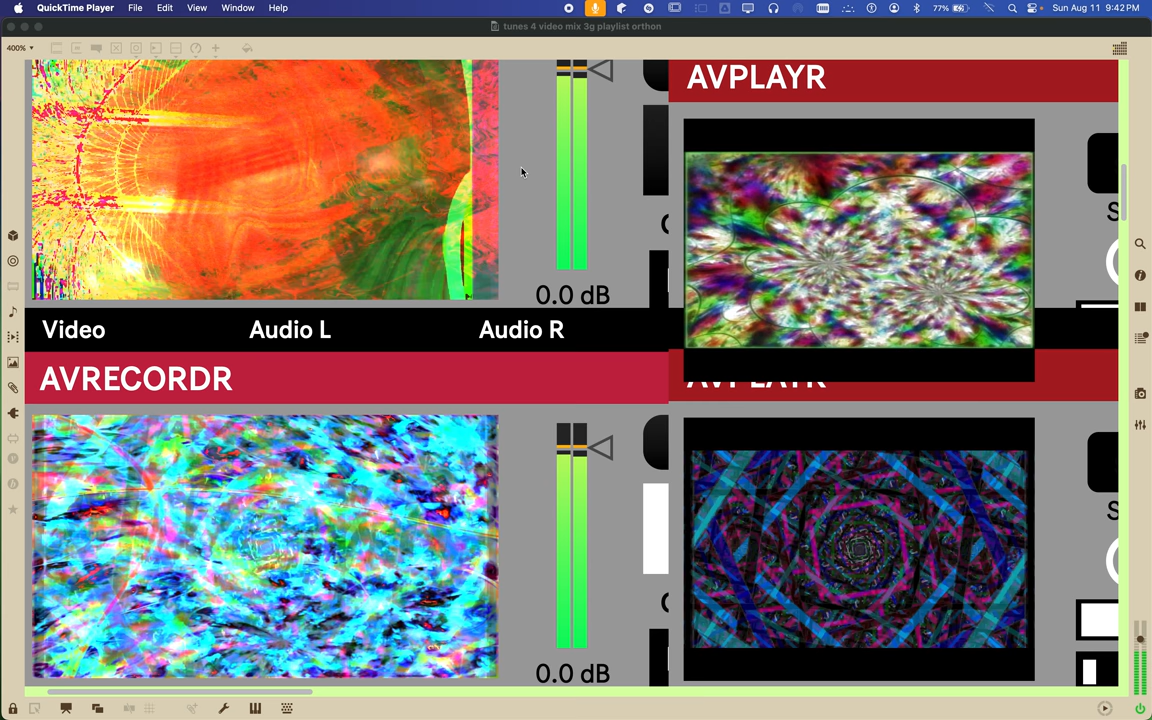 QuickTime Player File Edit View Window Help 77% Sun Aug 11 9:42 PM
tunes 4 video mix 3g playlist orthon
400%
AVPLAYR
0.0 dB
Video Audio L Audio R
AVRECORDR
AVPLAYR
0.0 dB